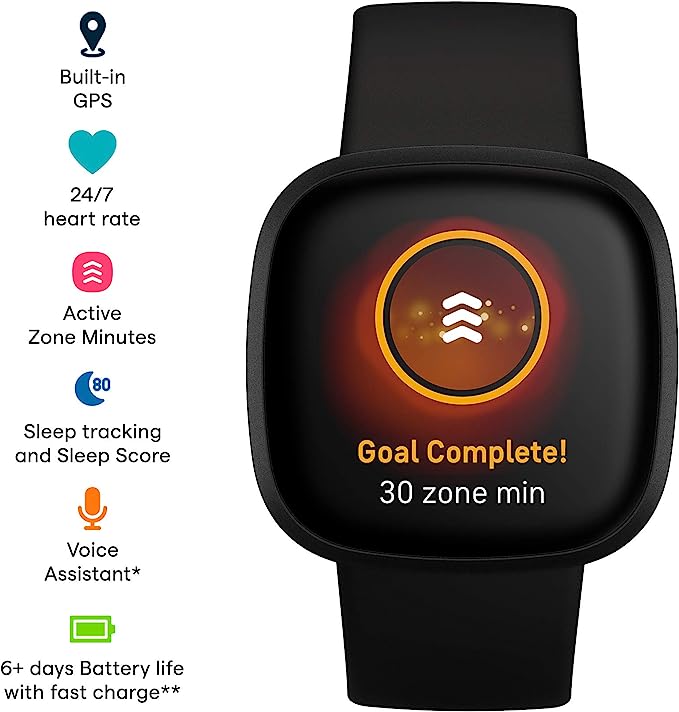 Built-in
GPS
24/7
heart rate
Active
Zone Minutes
80
Sleep tracking
and Sleep Score
Voice
Assistant*
6+ days Battery life
with fast charge**
Goal Complete!
30 zone min